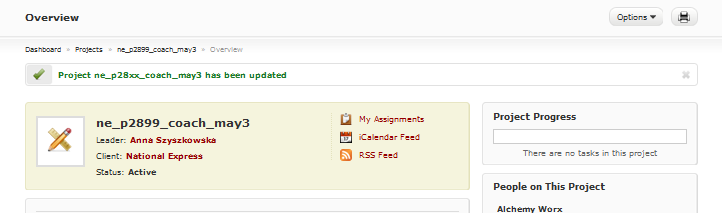 Overview
Options
Dashboard » Projects » ne_p2899_coach_may3 » Overview
Project ne_p28xx_coach_may3 has been updated
ne_p2899_coach_may3
Leader: Anna Szyszkowska
Client: National Express
Status: Active
My Assignments
iCalendar Feed
RSS Feed
Project Progress
There are no tasks in this project
People on This Project
Alchemy Worx